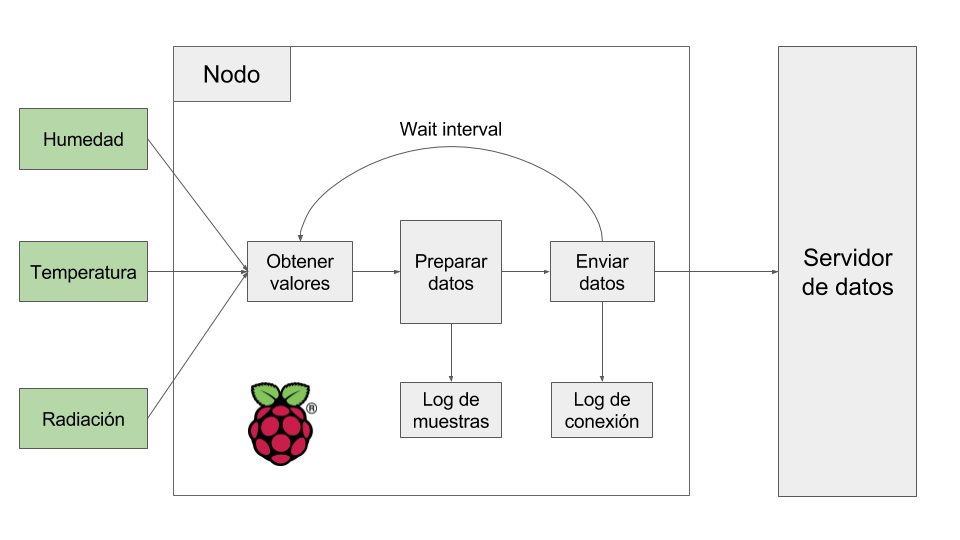 Nodo
Humedad
Wait interval
Temperatura
Obtener
valores
Preparar
datos
Enviar
datos
Servidor
de datos
Radiación
®
Log de
muestras
Log de
conexión